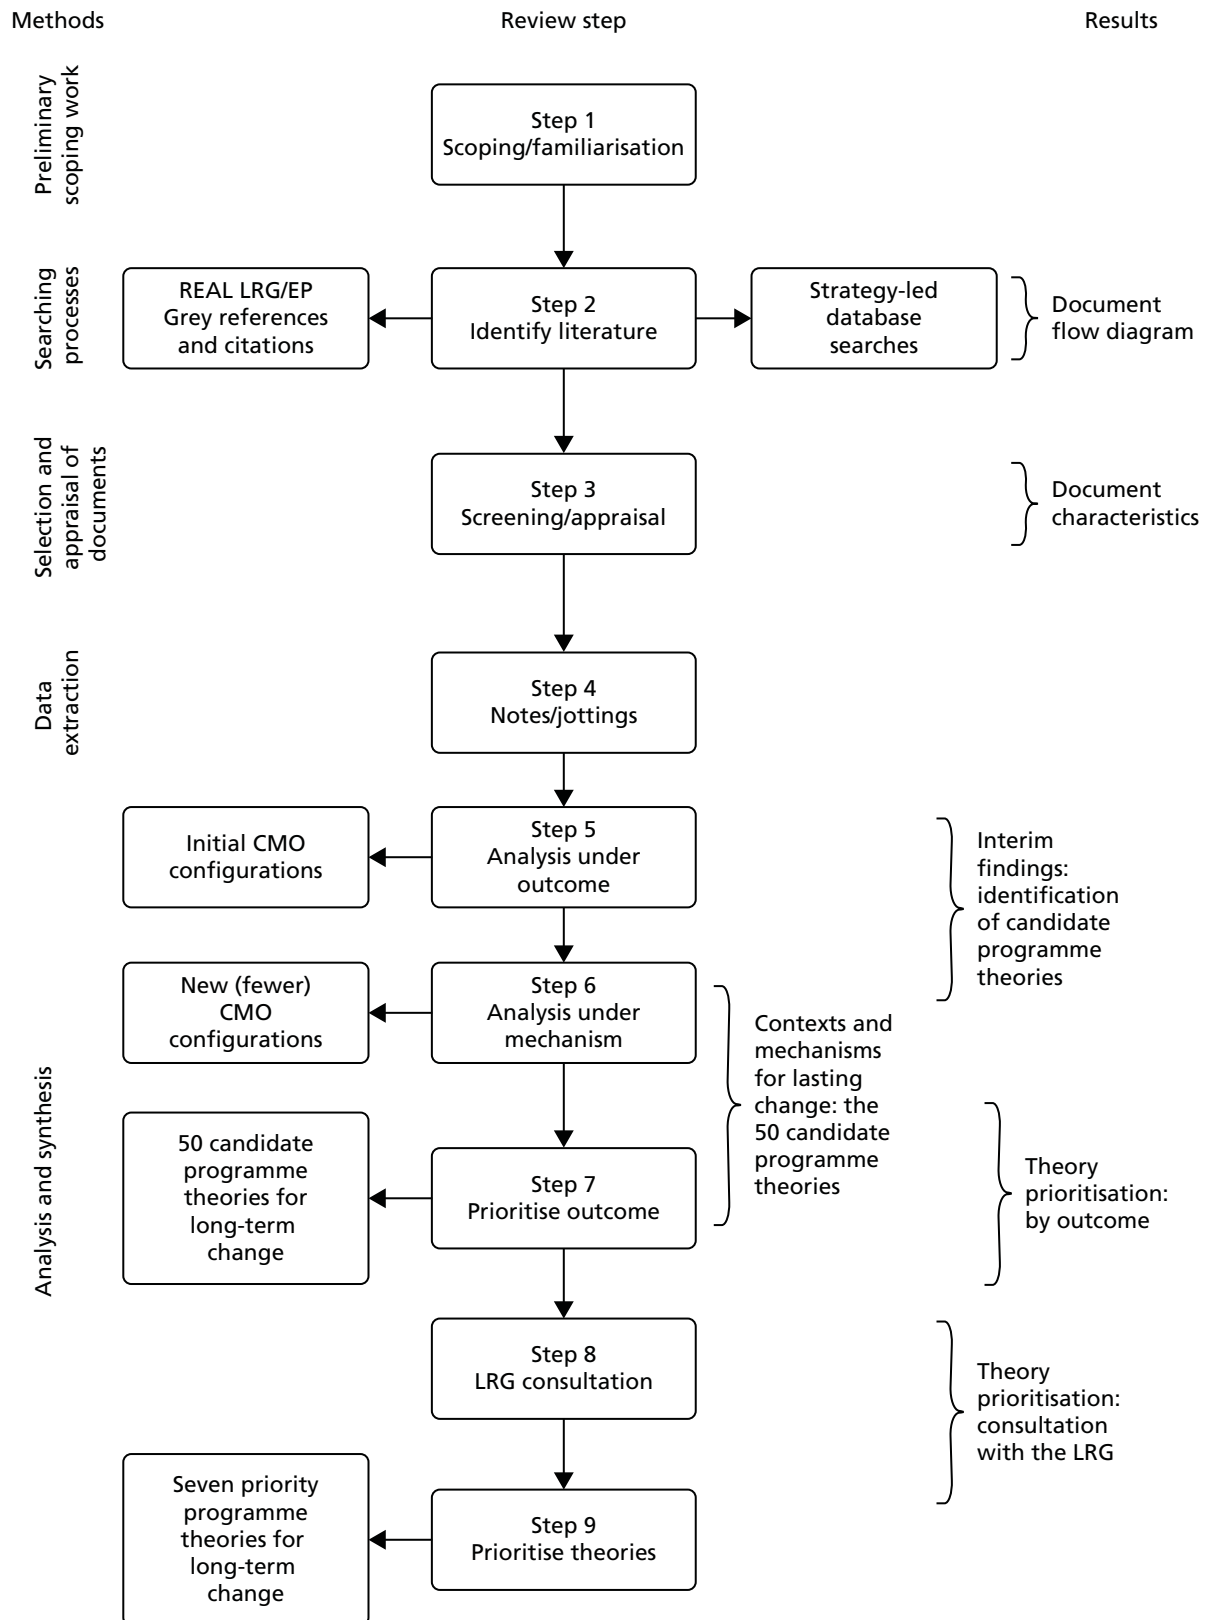 Methods
Review step
Results
Preliminary
scoping work
Step 1
Scoping/familiarisation
Searching
processes
REAL LRG/EP
Grey references
and citations
Step 2
Identify literature
Strategy-led
database
searches
Document
flow diagram
Selection and
appraisal of
documents
Step 3
Screening/appraisal
Document
characteristics
Data
extraction
Step 4
Notes/jottings
Analysis and synthesis
Initial CMO
configurations
Step 5
Analysis under
outcome
Interim
findings:
identification
of candidate
programme
theories
New (fewer)
CMO
configurations
Step 6
Analysis under
mechanism
Contexts and
mechanisms
for lasting
change: the
50 candidate
programme
theories
50 candidate
programme
theories for
long-term
change
Step 7
Prioritise outcome
Theory
prioritisation:
by outcome
Step 8
LRG consultation
Theory
prioritisation:
consultation
with the LRG
Seven priority
programme
theories for
long-term
change
Step 9
Prioritise theories